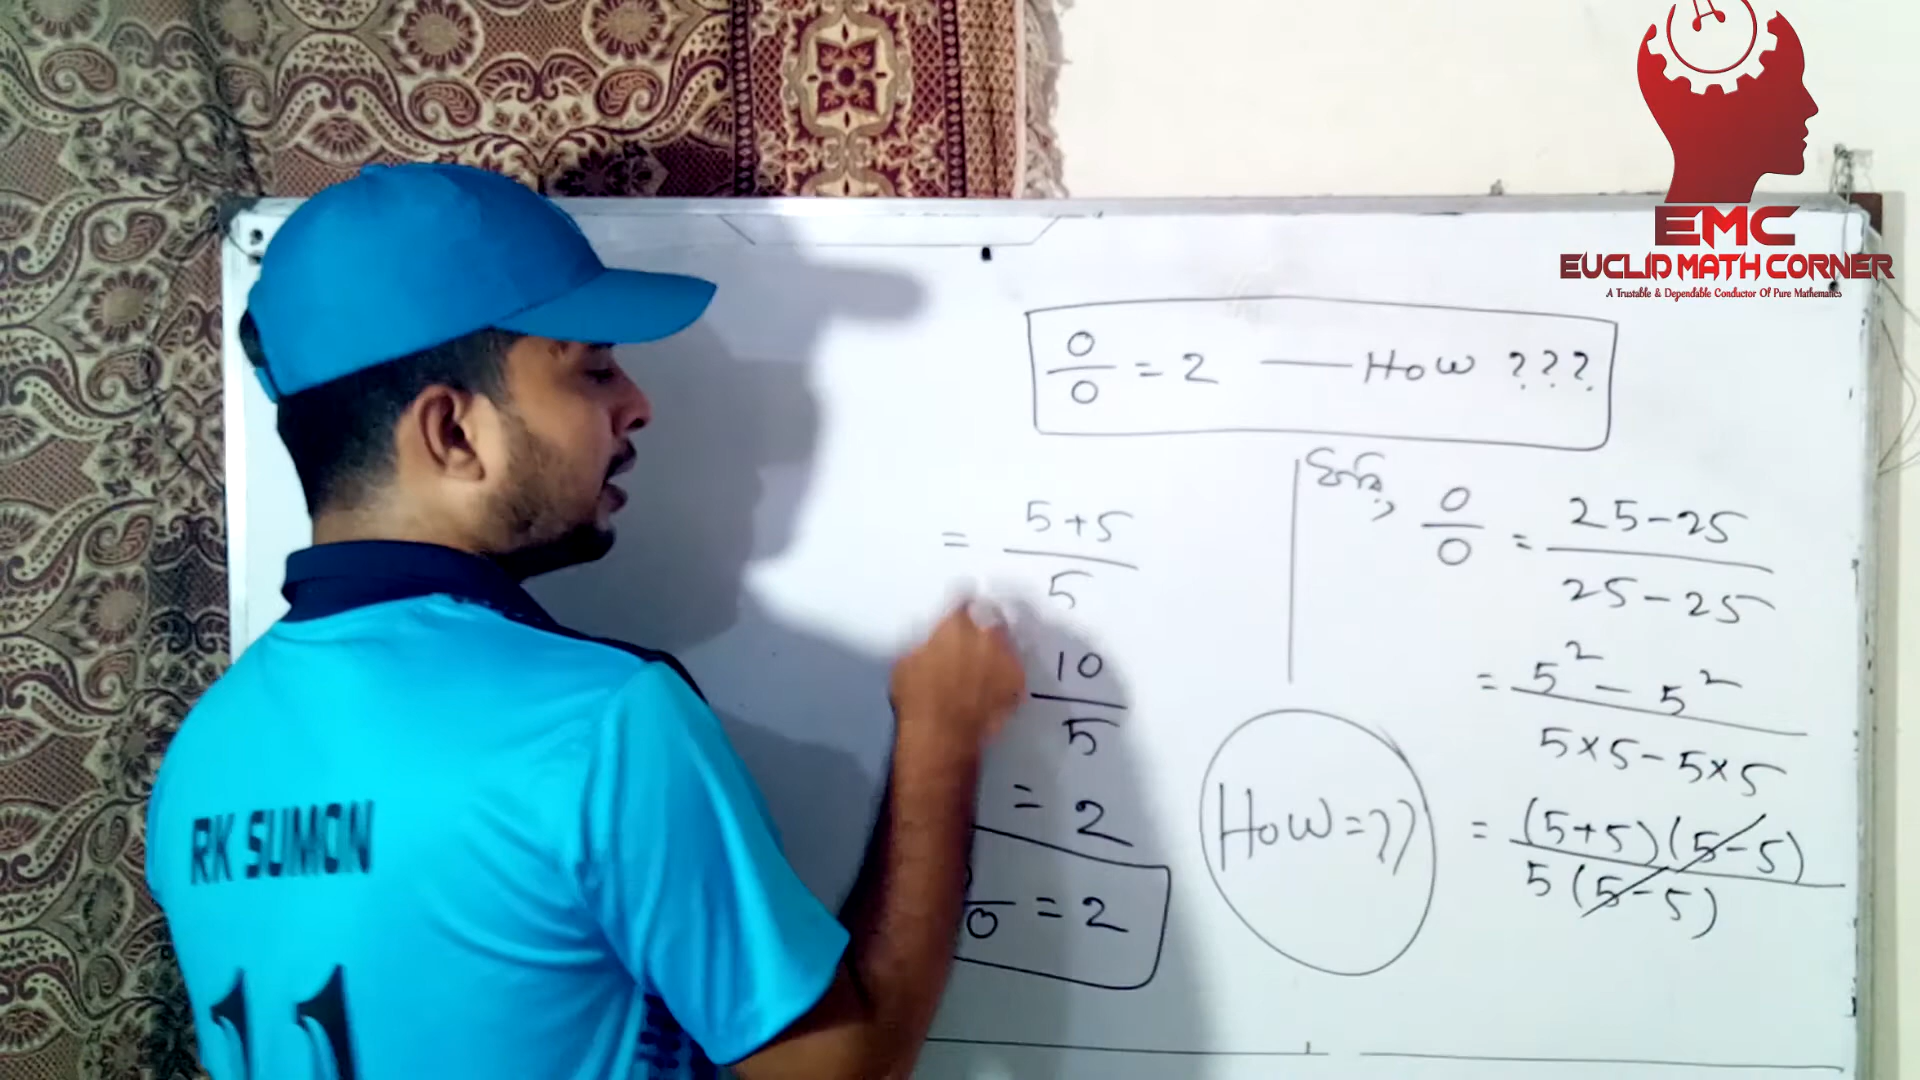 EMC
EUCLID MATH CORNER
A Trustable & Dependable Conductor Of Pure Mathematics
0/0 = 2 — How ???
0/0 = (25-25)/(25-25)
= (5² - 5²)/(5×5-5×5)
= (5+5)(5-5)/5(5-5)
How=??
= (5+5)/5
10/5
= 2
0 = 2
RK SUMON
11